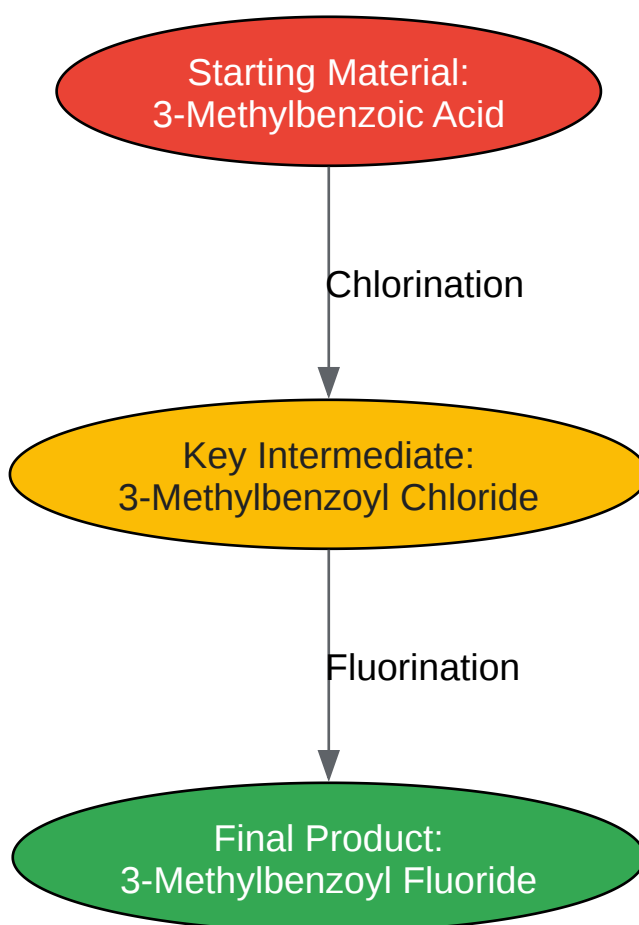 Starting Material:
3-Methylbenzoic Acid
Chlorination
Key Intermediate:
3-Methylbenzoyl Chloride
Fluorination
Final Product:
3-Methylbenzoyl Fluoride